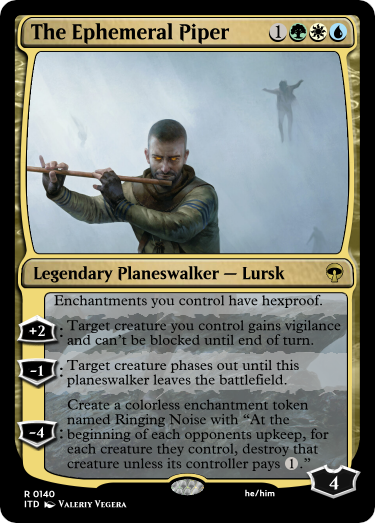 The Ephemeral Piper 1
Legendary Planeswalker — Lursk
Enchantments you control have hexproof.
+2: Target creature you control gains vigilance
and can't be blocked until end of turn.
-1: Target creature phases out until this
planeswalker leaves the battlefield.
-4: Create a colorless enchantment token
named Ringing Noise with “At the
beginning of each opponents upkeep, for
each creature they control, destroy that
creature unless its controller pays 1.”
4
R 0140
he/him
ITD Valeriy Vegera